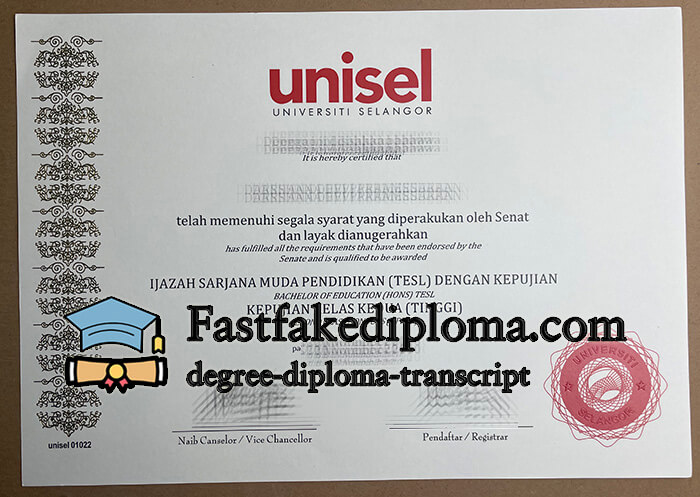 unisel
UNIVERSITI SELANGOR
It is hereby certified that
telah memenuhi segala syarat yang diperakukan oleh Senat
dan layak dianugerahkan
has fulfilled all the requirements that have been endorsed by the
Senate and is qualified to be awarded
IJAZAH SARJANA MUDA PENDIDIKAN (TESL) DENGAN KEPUJIAN
BACHELOR OF EDUCATION (HONS) TESL
KEPUJIAN KELAS KEDUA (TINGGI)
Fastfakediploma.com
degree-diploma-transcript
Naib Canselor / Vice Chancellor
Pendaftar / Registrar
UNIVERSITI
SELANGOR
unisel 01022